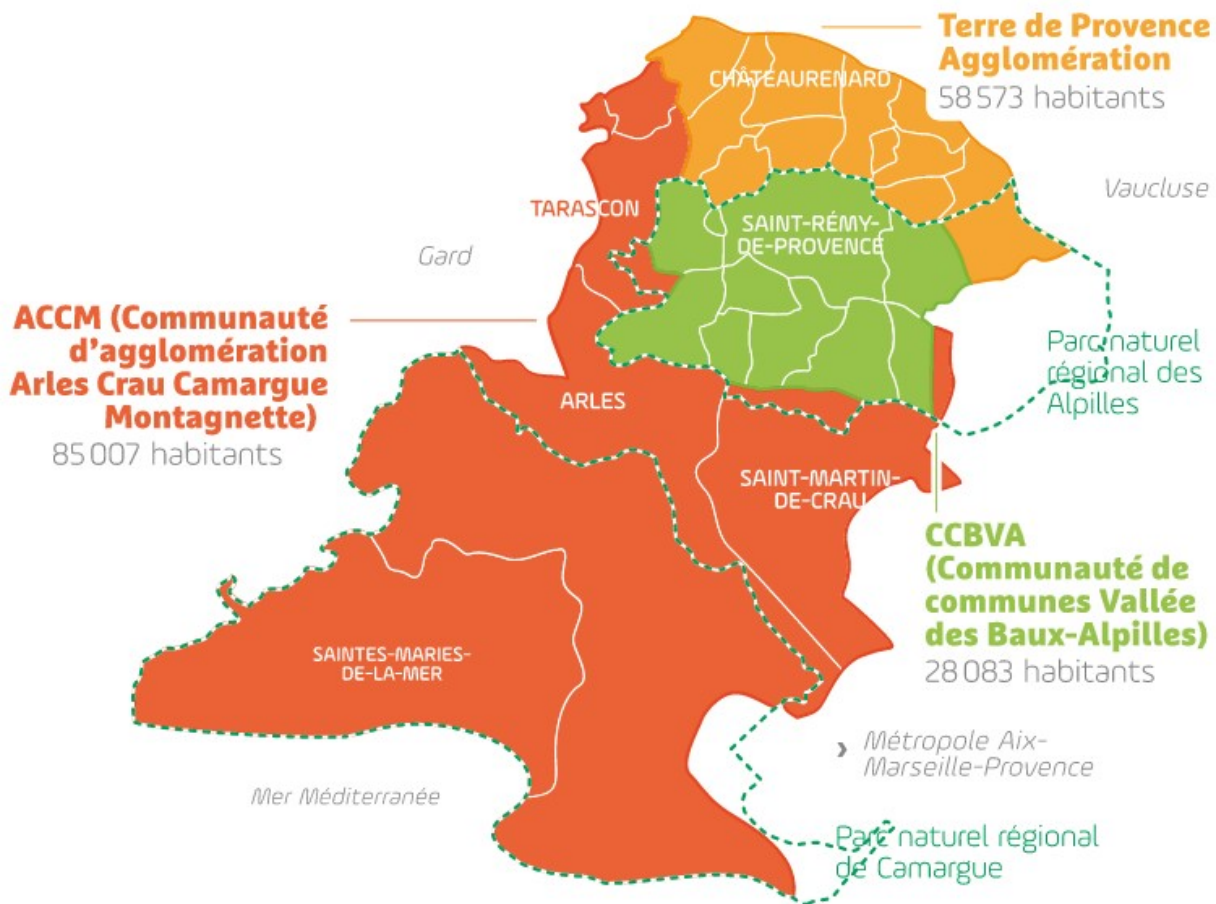 Terre de Provence
Agglomération
58 573 habitants
CHÂTEAURENARD
Vaucluse
TARASCON
SAINT-RÉMY-
DE-PROVENCE
Gard
ACCM (Communauté
d’agglomération
Arles Crau Camargue
Montagnette)
85 007 habitants
Parc naturel
régional des
Alpilles
ARLES
SAINT-MARTIN-
DE-CRAU
CCBVA
(Communauté de
communes Vallée
des Baux-Alpilles)
28 083 habitants
SAINTES-MARIES-
DE-LA-MER
› Métropole Aix-
Marseille-Provence
Mer Méditerranée
Parc naturel régional
de Camargue